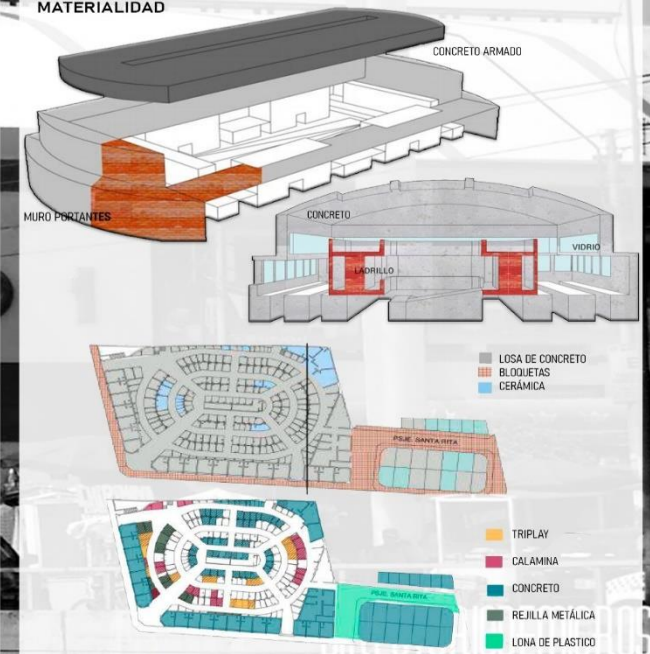 MATERIALIDAD
CONCRETO ARMADO
MURO PORTANTES
CONCRETO
VIDRIO
LADRILLO
LOSA DE CONCRETO
BLOQUETAS
CERÁMICA
PSJE. SANTA RITA
TRIPLAY
CALAMINA
CONCRETO
PSJE. SANTA RITA
REJILLA METÁLICA
LONA DE PLASTICO